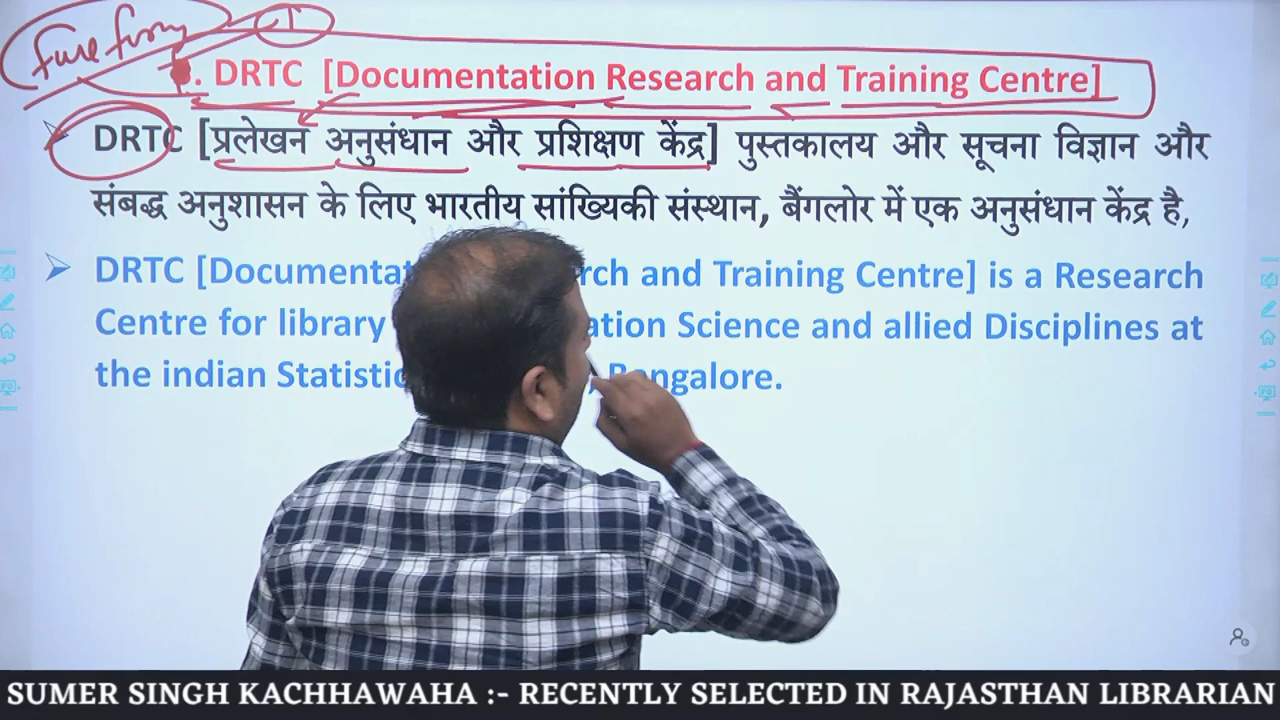 Full form
1
. DRTC [Documentation Research and Training Centre]
DRTC [प्रलेखन अनुसंधान और प्रशिक्षण केंद्र] पुस्तकालय और सूचना विज्ञान और
संबद्ध अनुशासन के लिए भारतीय सांख्यिकी संस्थान, बैंगलोर में एक अनुसंधान केंद्र है,
DRTC [Documentat rch and Training Centre] is a Research
Centre for library ation Science and allied Disciplines at
the indian Statistic , Bangalore.
SUMER SINGH KACHHAWAHA :- RECENTLY SELECTED IN RAJASTHAN LIBRARIAN